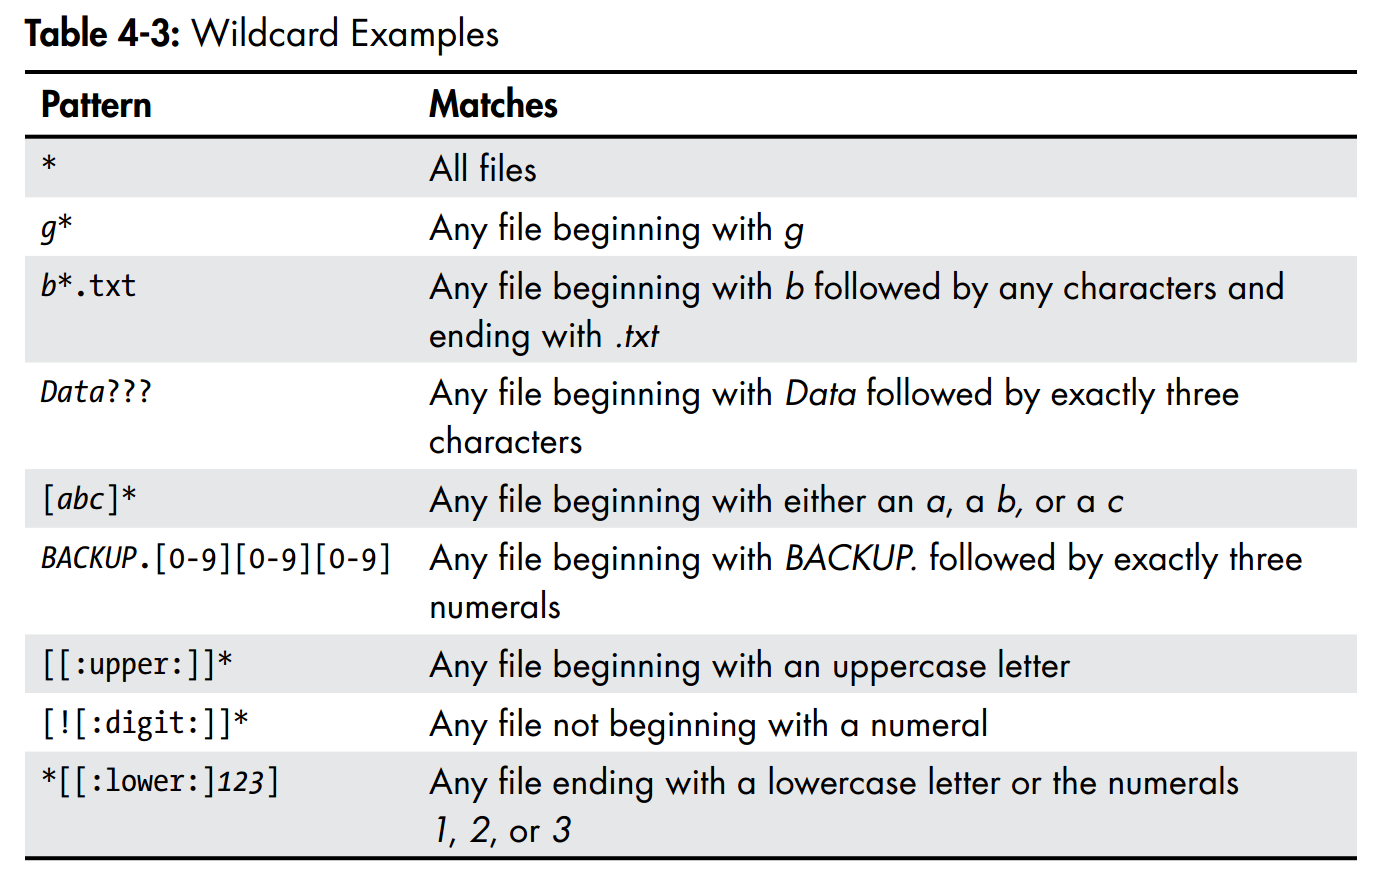 Table 4-3: Wildcard Examples
Pattern Matches
* All files
g* Any file beginning with g
b*.txt Any file beginning with b followed by any characters and
ending with .txt
Data??? Any file beginning with Data followed by exactly three
characters
[abc]* Any file beginning with either an a, a b, or a c
BACKUP.[0-9][0-9][0-9] Any file beginning with BACKUP. followed by exactly three
numerals
[[:upper:]]* Any file beginning with an uppercase letter
[![:digit:]]* Any file not beginning with a numeral
*[[:lower:]123] Any file ending with a lowercase letter or the numerals
1, 2, or 3